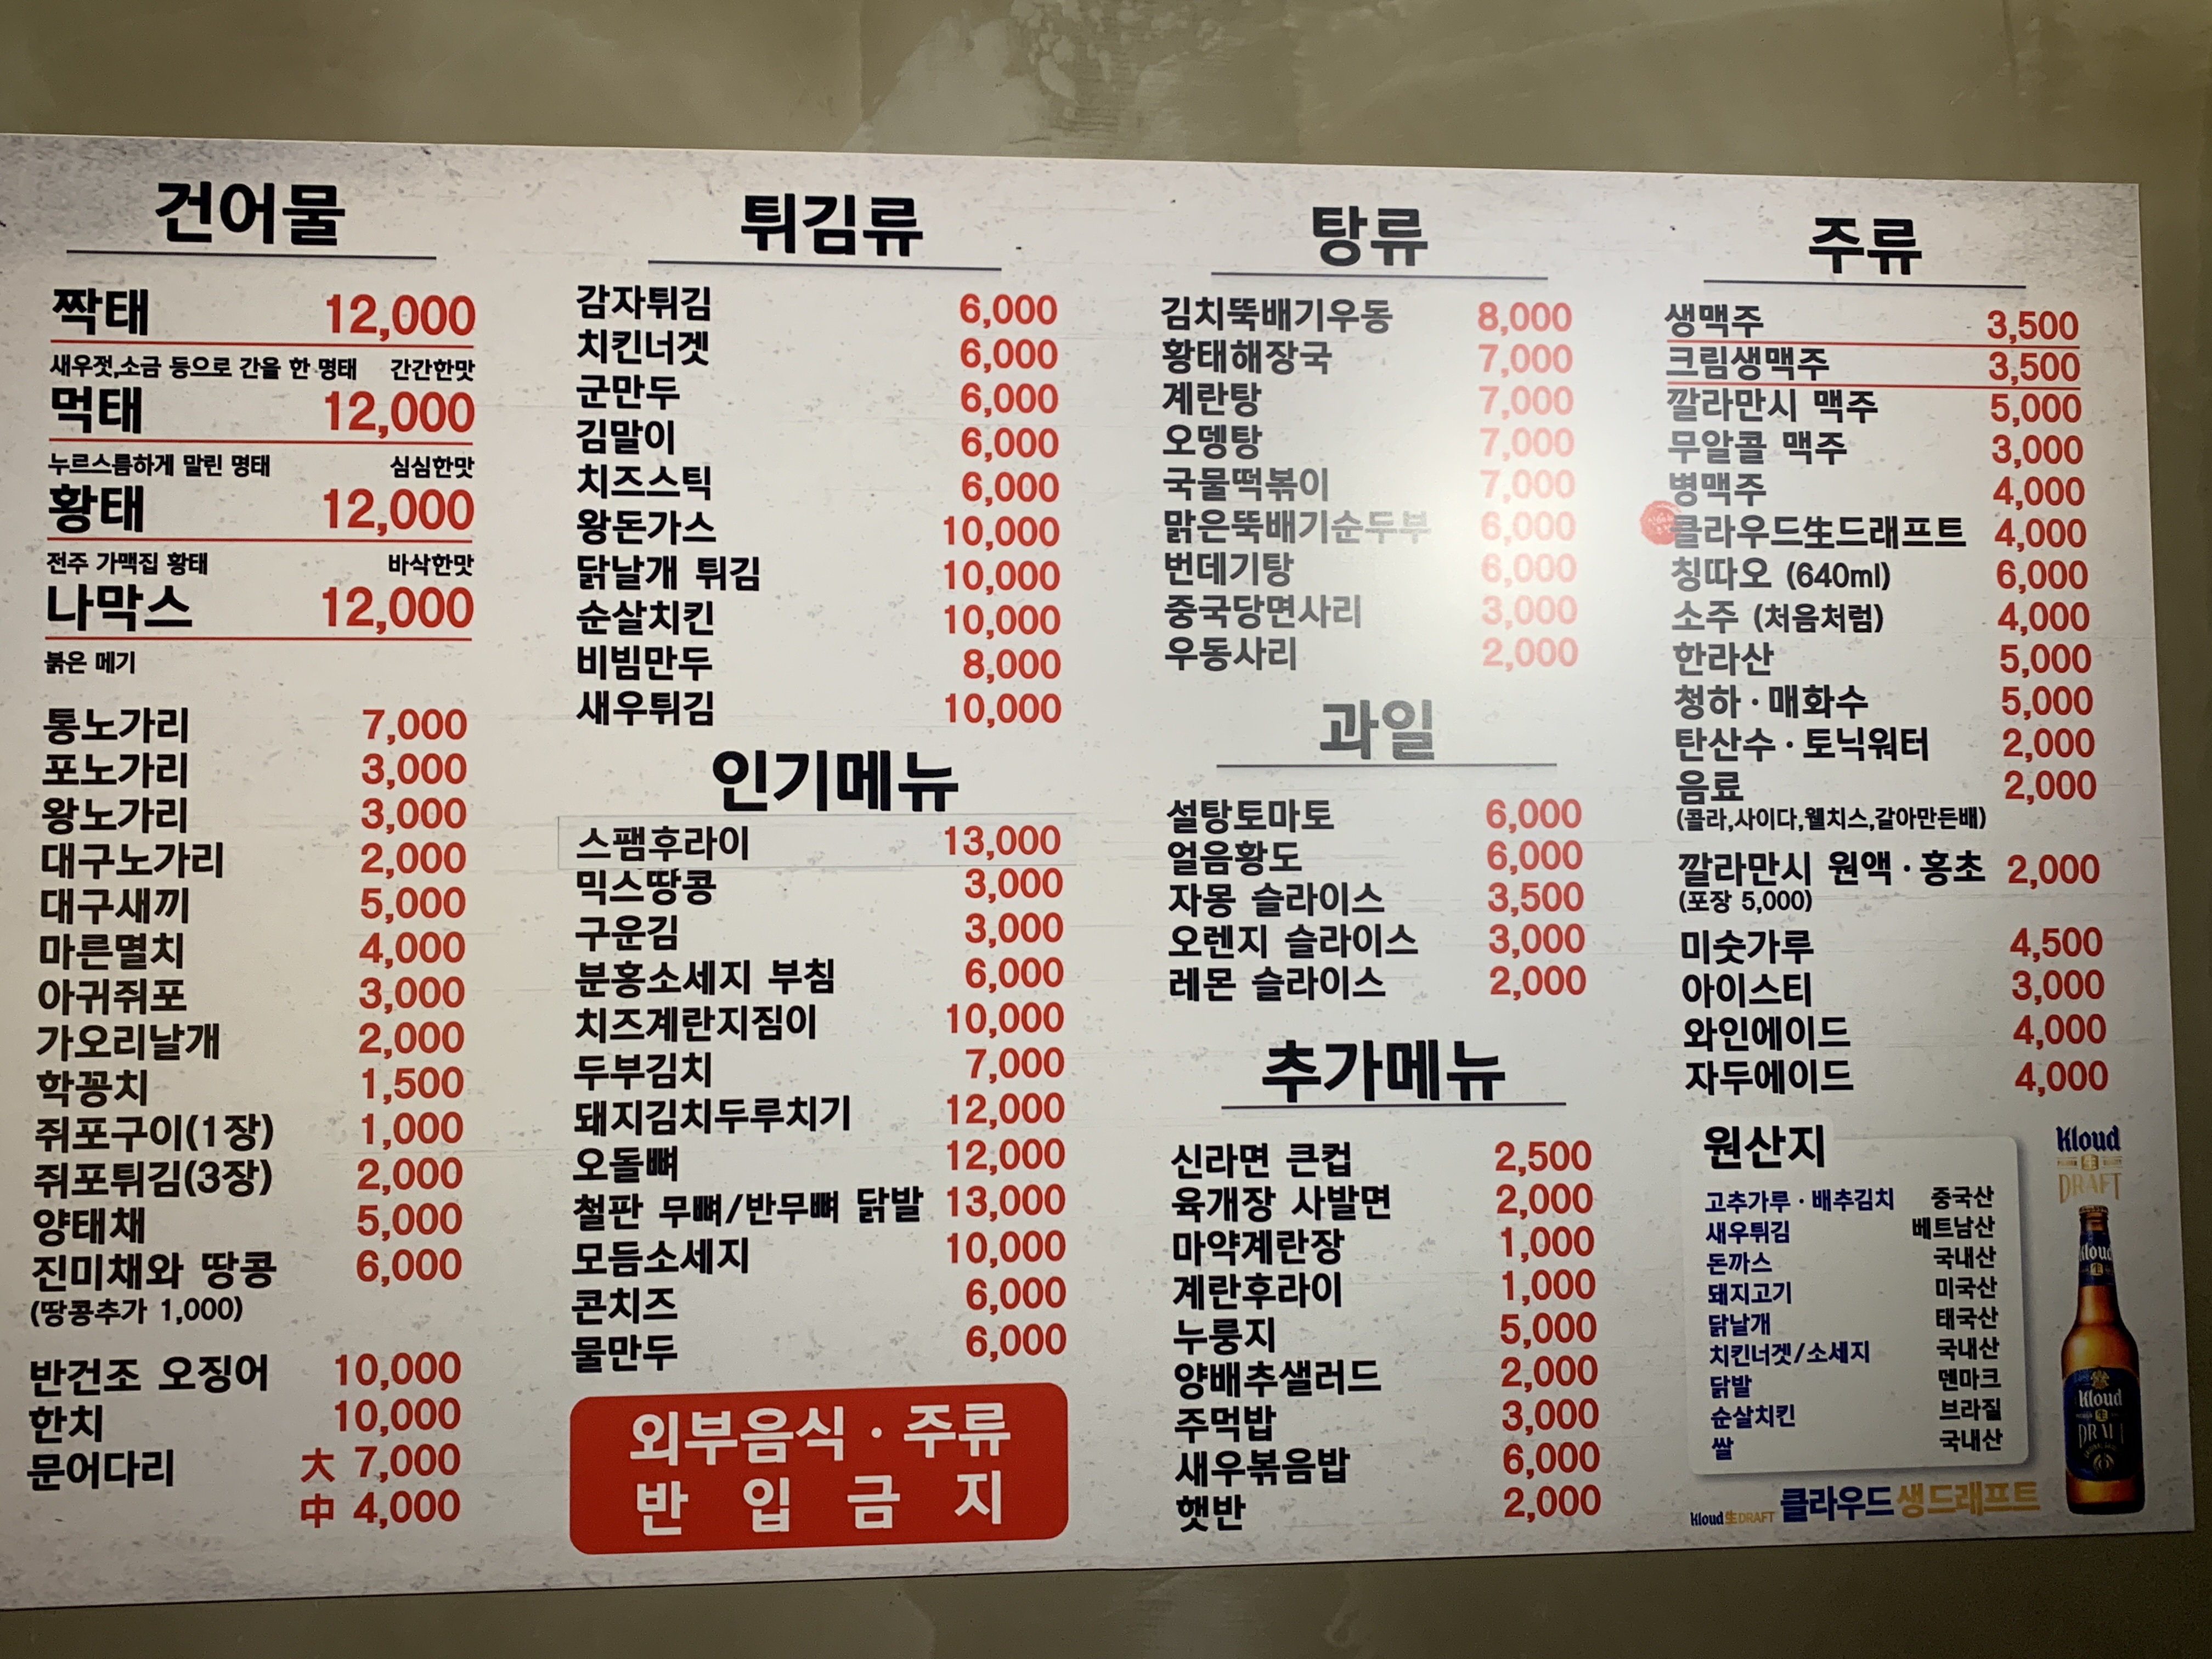 건어물
짝태 12,000
새우젓,소금 등으로 간을 한 명태 간간한맛
먹태 12,000
누르스름하게 말린 명태 심심한맛
황태 12,000
전주 가맥집 황태 바삭한맛
나막스 12,000
붉은 메기
통노가리 7,000
포노가리 3,000
왕노가리 3,000
대구노가리 2,000
대구새끼 5,000
마른멸치 4,000
아귀쥐포 3,000
가오리날개 2,000
학꽁치 1,500
쥐포구이(1장) 1,000
쥐포튀김(3장) 2,000
양태채 5,000
진미채와 땅콩 6,000
(땅콩추가 1,000)
반건조 오징어 10,000
한치 10,000
문어다리 大 7,000
中 4,000
튀김류
감자튀김 6,000
치킨너겟 6,000
군만두 6,000
김말이 6,000
치즈스틱 6,000
왕돈가스 10,000
닭날개 튀김 10,000
순살치킨 10,000
비빔만두 8,000
새우튀김 10,000
인기메뉴
스팸후라이 13,000
믹스땅콩 3,000
구운김 3,000
분홍소세지 부침 6,000
치즈계란지짐이 10,000
두부김치 7,000
돼지김치두루치기 12,000
오돌뼈 12,000
철판 무뼈/반무뼈 닭발 13,000
모듬소세지 10,000
콘치즈 6,000
물만두 6,000
외부음식 · 주류
반 입 금 지
탕류
김치뚝배기우동 8,000
황태해장국 7,000
계란탕 7,000
오뎅탕 7,000
국물떡볶이 7,000
맑은뚝배기순두부 6,000
번데기탕 6,000
중국당면사리 3,000
우동사리 2,000
과일
설탕토마토 6,000
얼음황도 6,000
자몽 슬라이스 3,500
오렌지 슬라이스 3,000
레몬 슬라이스 2,000
추가메뉴
신라면 큰컵 2,500
육개장 사발면 2,000
마약계란장 1,000
계란후라이 1,000
누룽지 5,000
양배추샐러드 2,000
주먹밥 3,000
새우볶음밥 6,000
햇반 2,000
주류
생맥주 3,500
크림생맥주 3,500
깔라만시 맥주 5,000
무알콜 맥주 3,000
병맥주 4,000
클라우드生드래프트 4,000
칭따오 (640ml) 6,000
소주 (처음처럼) 4,000
한라산 5,000
청하 · 매화수 5,000
탄산수 · 토닉워터 2,000
음료 2,000
(콜라,사이다,웰치스,갈아만든배)
깔라만시 원액 · 홍초 2,000
(포장 5,000)
미숫가루 4,500
아이스티 3,000
와인에이드 4,000
자두에이드 4,000
원산지
고추가루 · 배추김치 중국산
새우튀김 베트남산
돈까스 국내산
돼지고기 미국산
닭날개 태국산
치킨너겟/소세지 국내산
닭발 덴마크
순살치킨 브라질
쌀 국내산
Kloud
生
DRAFT
Kloud
生
Kloud
生
DRAFT
Kloud生DRAFT 클라우드 생드래프트